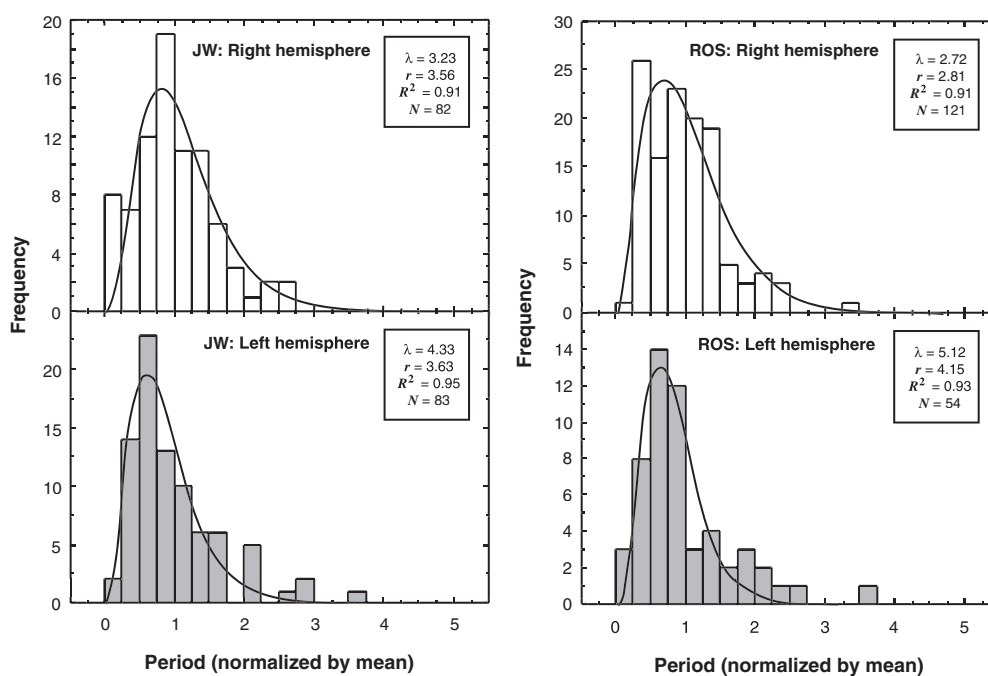 JW: Right hemisphere
λ = 3.23
r = 3.56
R² = 0.91
N = 82
20
16
12
8
4
0
Frequency
JW: Left hemisphere
λ = 4.33
r = 3.63
R² = 0.95
N = 83
20
15
10
5
0
0 1 2 3 4 5
Period (normalized by mean)
ROS: Right hemisphere
λ = 2.72
r = 2.81
R² = 0.91
N = 121
30
25
20
15
10
5
0
Frequency
ROS: Left hemisphere
λ = 5.12
r = 4.15
R² = 0.93
N = 54
14
12
10
8
6
4
2
0
0 1 2 3 4 5
Period (normalized by mean)